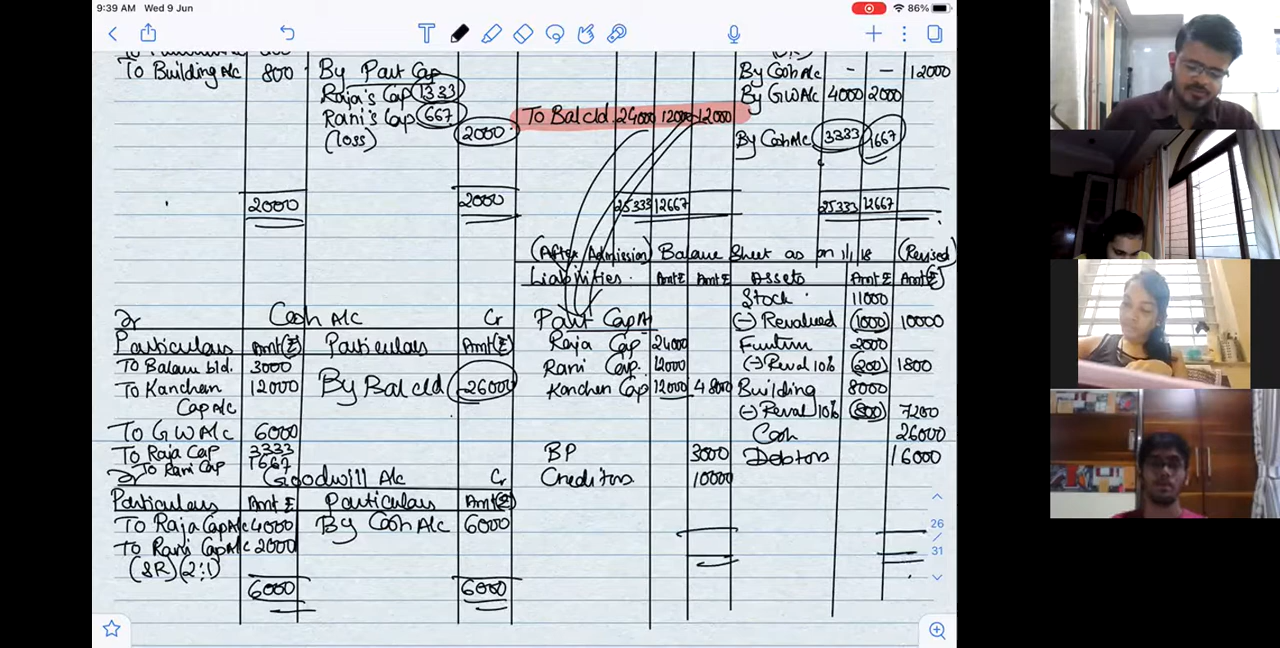 9:39 AM Wed 9 Jun
86%
To Building A/c 800 By Part Cap
Raja's Cap 1333
Rani's Cap 667
(loss) 2000
2000 2000
By Cash A/c - - 12000
By GW A/c 4000 2000
To Bal c/d 24000 12000 12000
By Cash A/c 3333 1667
25333 12667 25333 12667
(After Admission) Balance Sheet as on 1/1/18 (Revised)
Liabilities Amt ₹ Amt ₹ Assets Amt ₹ Amt (₹)
Stock 11000
(-) Revalued (1000) 10000
Part Cap A/c
Raja Cap 24000 Furniture 2000
Rani Cap 12000 (-) Reval 10% (200) 1800
Kanchan Cap 12000 48000 Building 8000
(-) Reval 10% (800) 7200
Cash 26000
BP 3000 Debtors 16000
Creditors 10000
Dr Cash A/c Cr
Particulars Amt (₹) Particulars Amt (₹)
To Balance b/d. 3000
To Kanchan 12000 By Bal c/d 26000
Cap A/c
To GW A/c 6000
To Raja Cap 3333
To Rani Cap 1667
Dr Goodwill A/c Cr
Particulars Amt ₹ Particulars Amt (₹)
To Raja Cap A/c 4000 By Cash A/c 6000
To Rani Cap A/c 2000
(SR) (2:1)
6000 6000
26
/
31